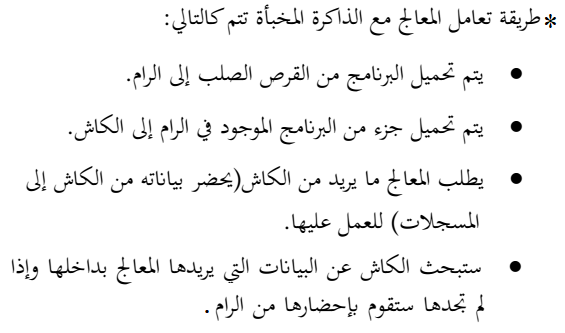 *طريقة تعامل المعالج مع الذاكرة المخبأة تتم كالتالي:
● يتم تحميل البرنامج من القرص الصلب إلى الرام.
● يتم تحميل جزء من البرنامج الموجود في الرام إلى الكاش.
● يطلب المعالج ما يريد من الكاش(يحضر بياناته من الكاش إلى
المسجلات) للعمل عليها.
● ستبحث الكاش عن البيانات التي يريدها المعالج بداخلها وإذا
لم تجدها ستقوم بإحضارها من الرام.